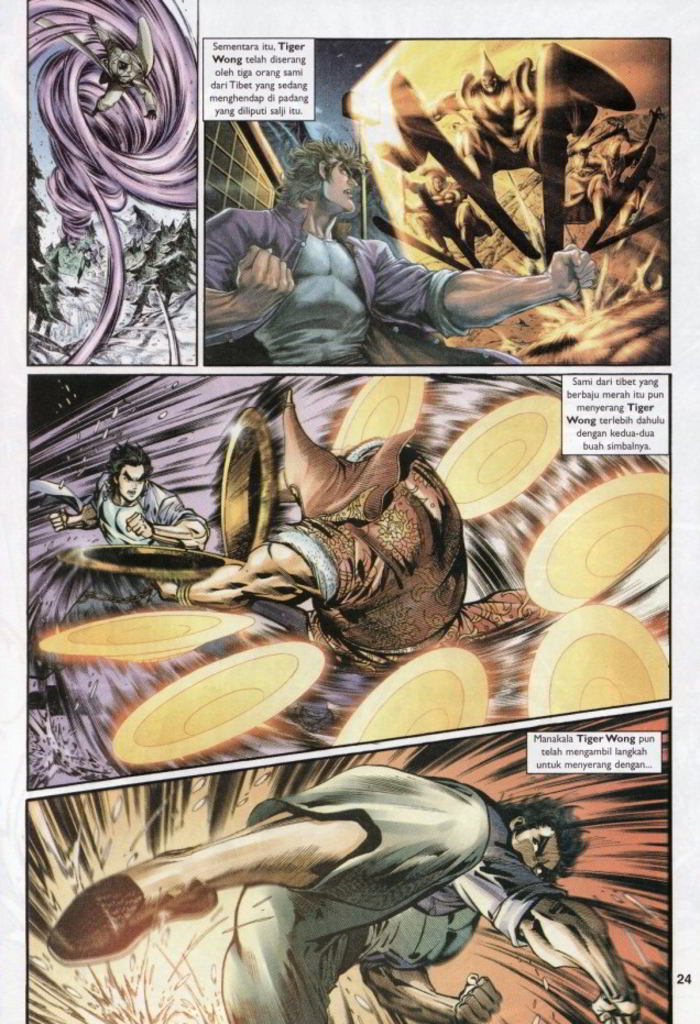 Sementara itu, Tiger
Wong telah diserang
oleh tiga orang sami
dari Tibet yang sedang
menghendap di padang
yang diliputi salji itu.
Sami dari tibet yang
berbaju merah itu pun
menyerang Tiger
Wong terlebih dahulu
dengan kedua-dua
buah simbalnya.
Manakala Tiger Wong pun
telah mengambil langkah
untuk menyerang dengan...
24